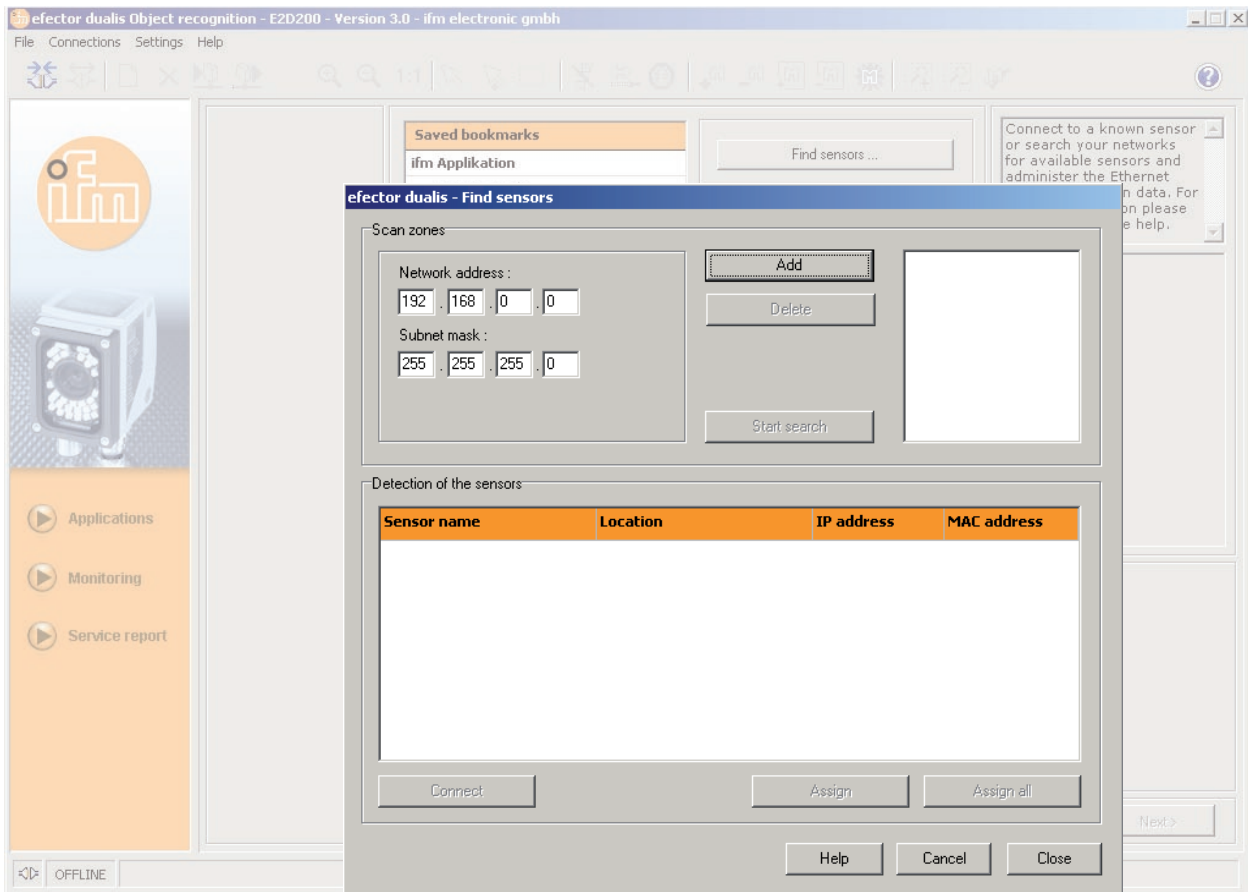 efector dualis Object recognition - E2D200 - Version 3.0 - ifm electronic gmbh
File Connections Settings Help
1:1
ifm
Saved bookmarks
ifm Applikation
Find sensors ...
Connect to a known sensor
or search your networks
for available sensors and
administer the Ethernet
n data. For
on please
e help.
efector dualis - Find sensors
Scan zones
Network address :
192 . 168 . 0 . 0
Subnet mask :
255 . 255 . 255 . 0
Add
Delete
Start search
Detection of the sensors
Sensor name Location IP address MAC address
Connect Assign Assign all
Help Cancel Close
Applications
Monitoring
Service report
Next >
OFFLINE